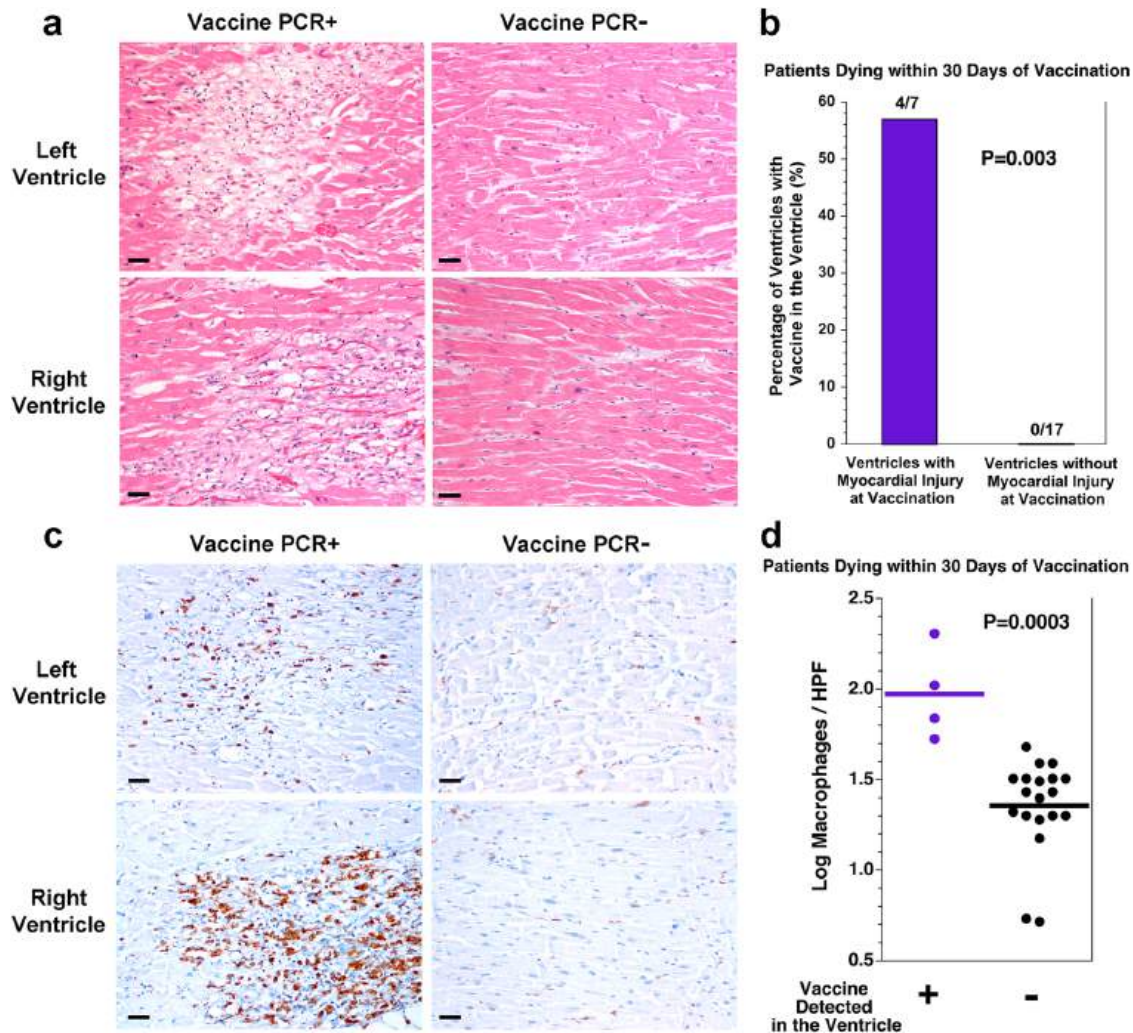 a
Vaccine PCR+
Vaccine PCR-
Left
Ventricle
Right
Ventricle
b
Patients Dying within 30 Days of Vaccination
Percentage of Ventricles with
Vaccine in the Ventricle (%)
60
50
40
30
20
10
0
4/7
P=0.003
0/17
Ventricles with
Myocardial Injury
at Vaccination
Ventricles without
Myocardial Injury
at Vaccination
c
Vaccine PCR+
Vaccine PCR-
Left
Ventricle
Right
Ventricle
d
Patients Dying within 30 Days of Vaccination
Log Macrophages / HPF
2.5
2.0
1.5
1.0
0.5
P=0.0003
Vaccine
Detected
in the Ventricle
+
-